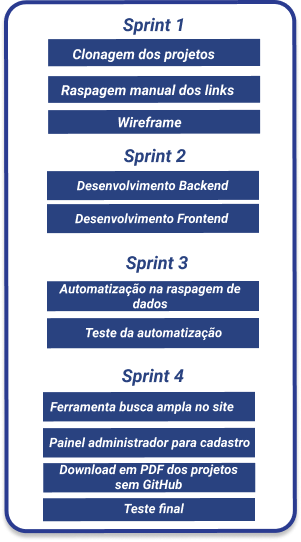 Sprint 1
Clonagem dos projetos
Raspagem manual dos links
Wireframe
Sprint 2
Desenvolvimento Backend
Desenvolvimento Frontend
Sprint 3
Automatização na raspagem de
dados
Teste da automatização
Sprint 4
Ferramenta busca ampla no site
Painel administrador para cadastro
Download em PDF dos projetos
sem GitHub
Teste final